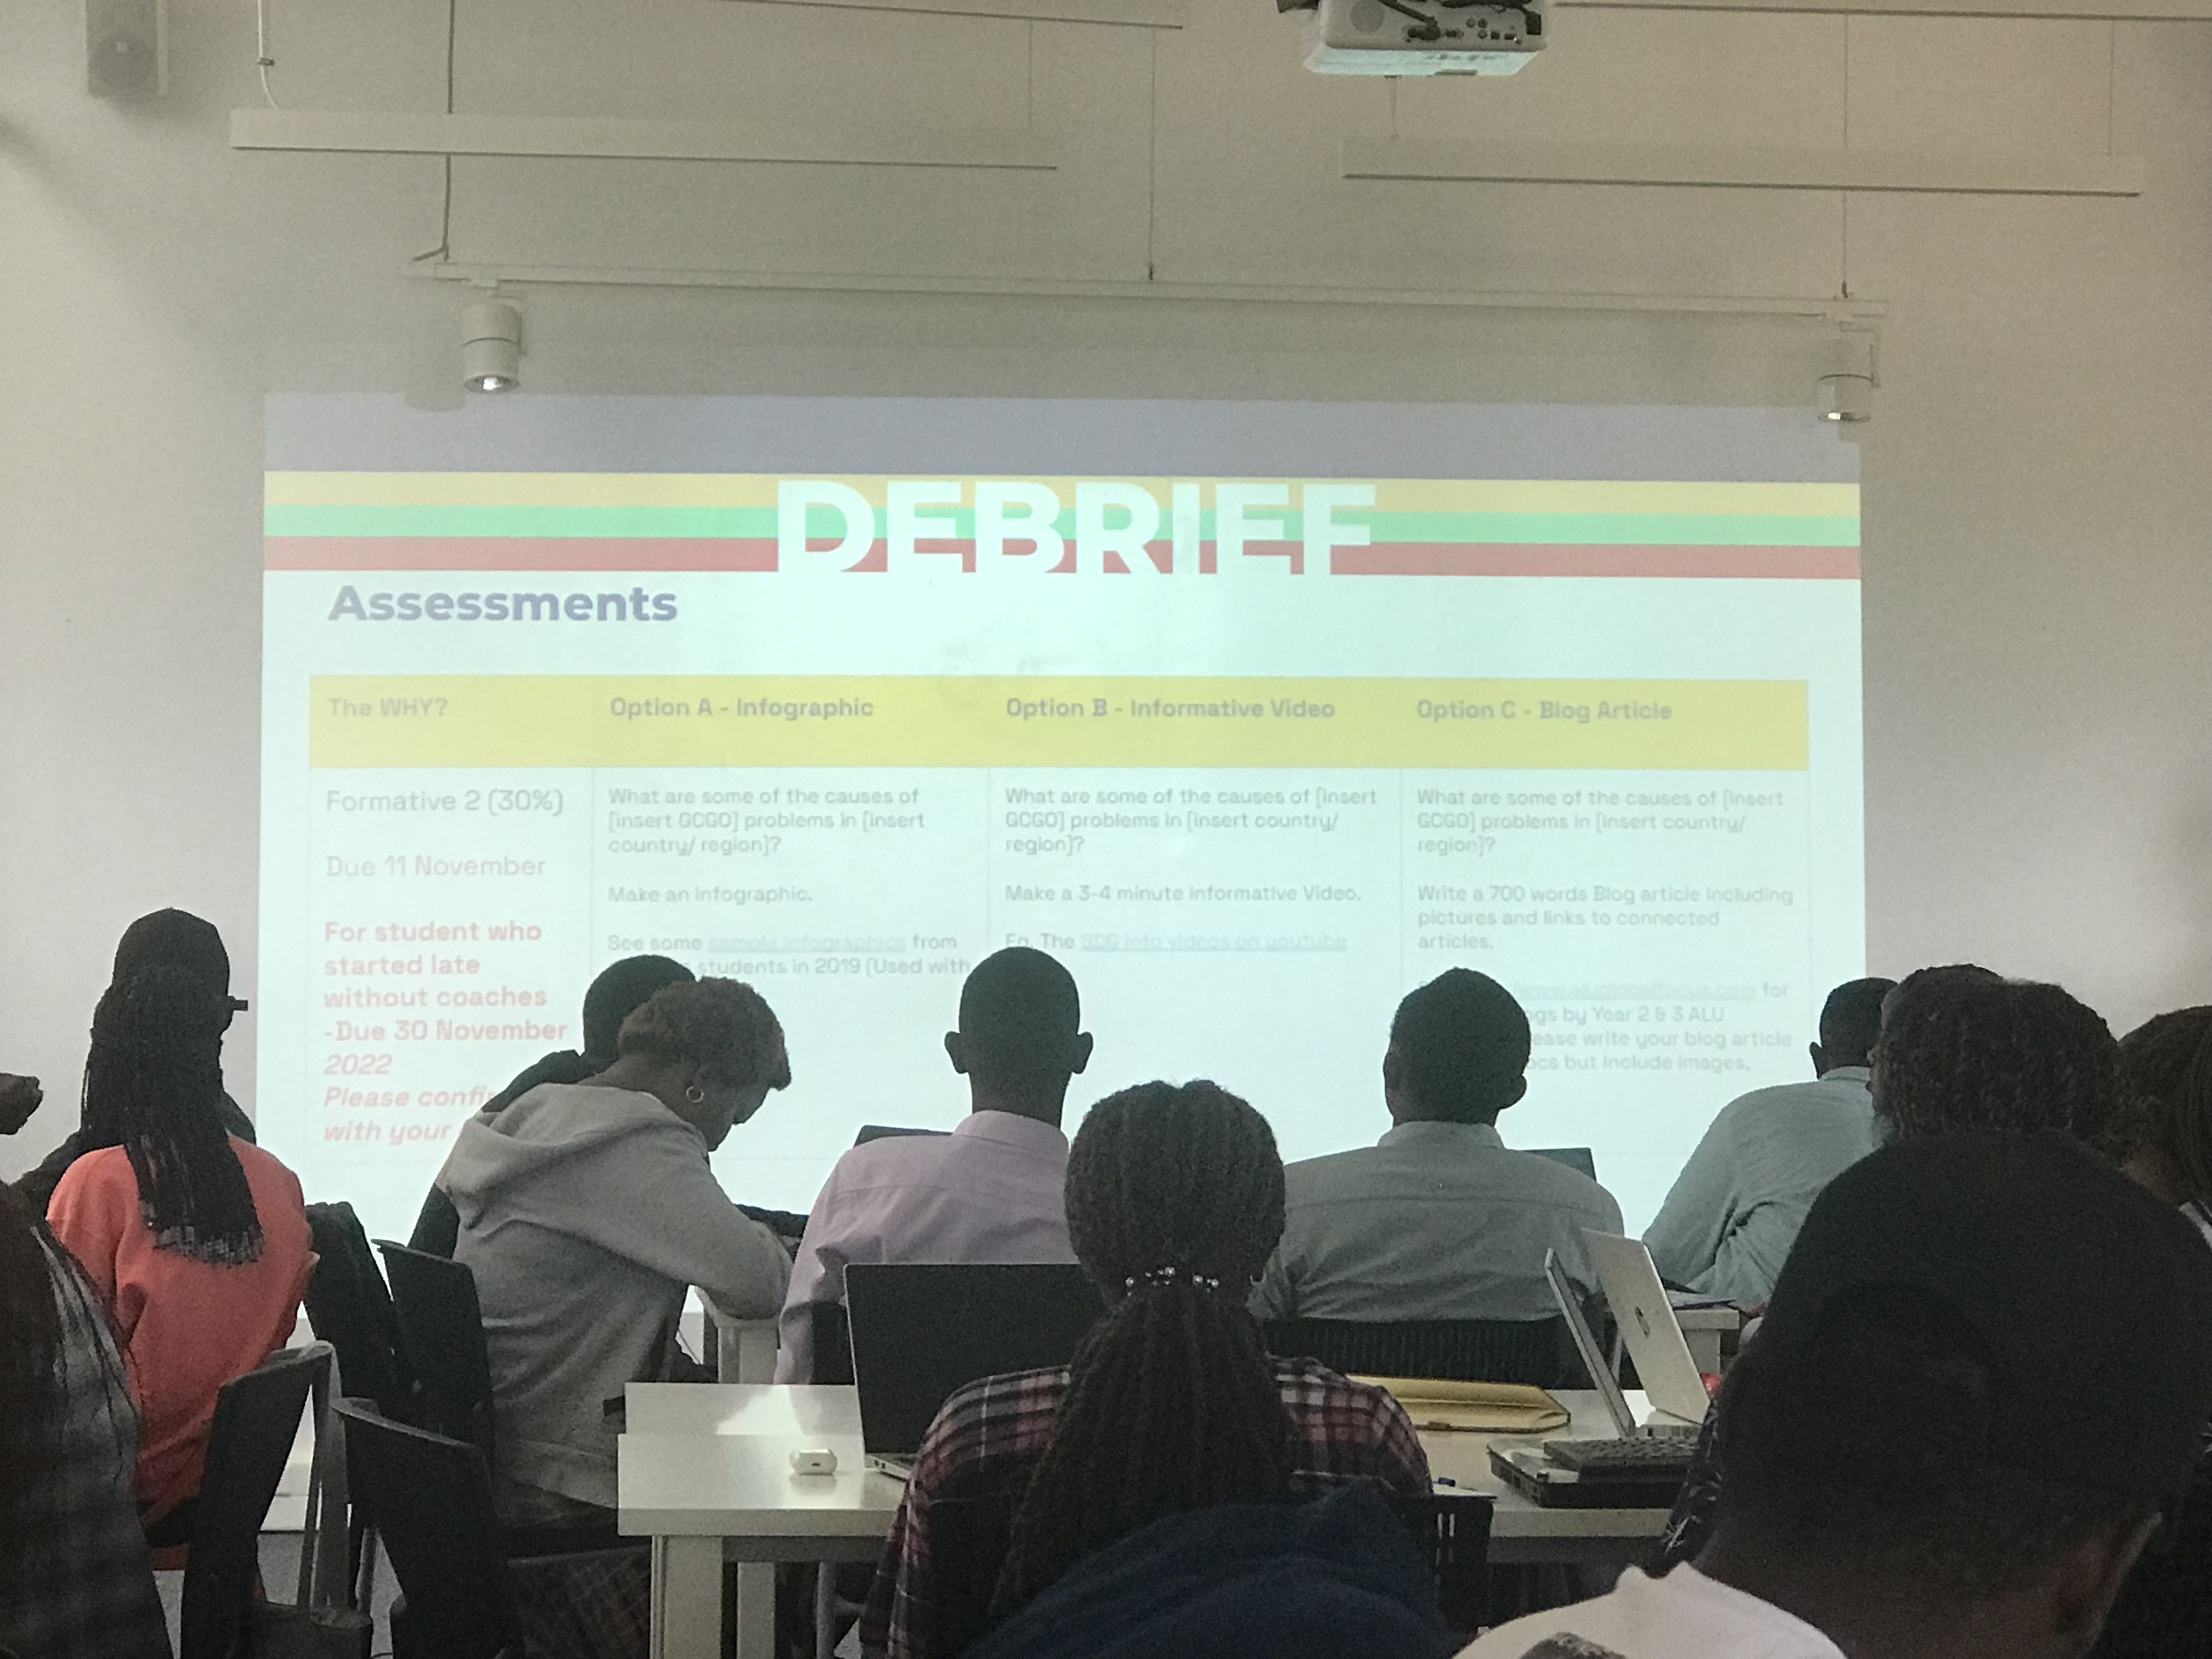 DEBRIEF
Assessments
The WHY?
Formative 2 (30%)
Due 11 November
For student who
started late
without coaches
-Due 30 November
2022
Please
with your
Option A - Infographic
What are some of the causes of
[insert GCGO] problems in [insert
country/ region]?
Make an Infographic.
See some sample infographics from
students in 2019 (Used with
Option B - Informative Video
What are some of the causes of [insert
GCGO] problems in [insert country/
region]?
Make a 3-4 minute Informative Video.
Eg. The SDG info videos on youtube
Option C - Blog Article
What are some of the causes of [insert
GCGO] problems in [insert country/
region]?
Write a 700 words Blog article including
pictures and links to connected
articles.
www.aluglobalfocus.com for
by Year 2 & 3 ALU
write your blog article
but include images,